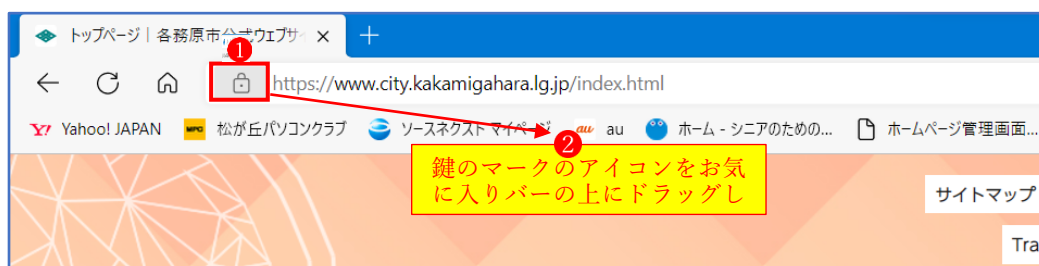 トップページ | 各務原市公式ウェブサイ
1
https://www.city.kakamigahara.lg.jp/index.html
Yahoo! JAPAN MPC 松が丘パソコンクラブ ソースネクスト マイページ au au ホーム - シニアのための... ホームページ管理画面...
2
鍵のマークのアイコンをお気
に入りバーの上にドラッグし
サイトマップ
Tra